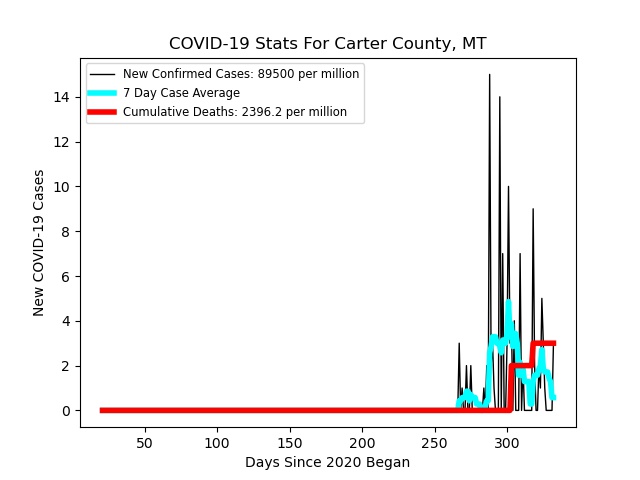 COVID-19 Stats For Carter County, MT
New Confirmed Cases: 89500 per million
7 Day Case Average
Cumulative Deaths: 2396.2 per million
14
12
10
8
6
4
2
0
New COVID-19 Cases
50 100 150 200 250 300
Days Since 2020 Began